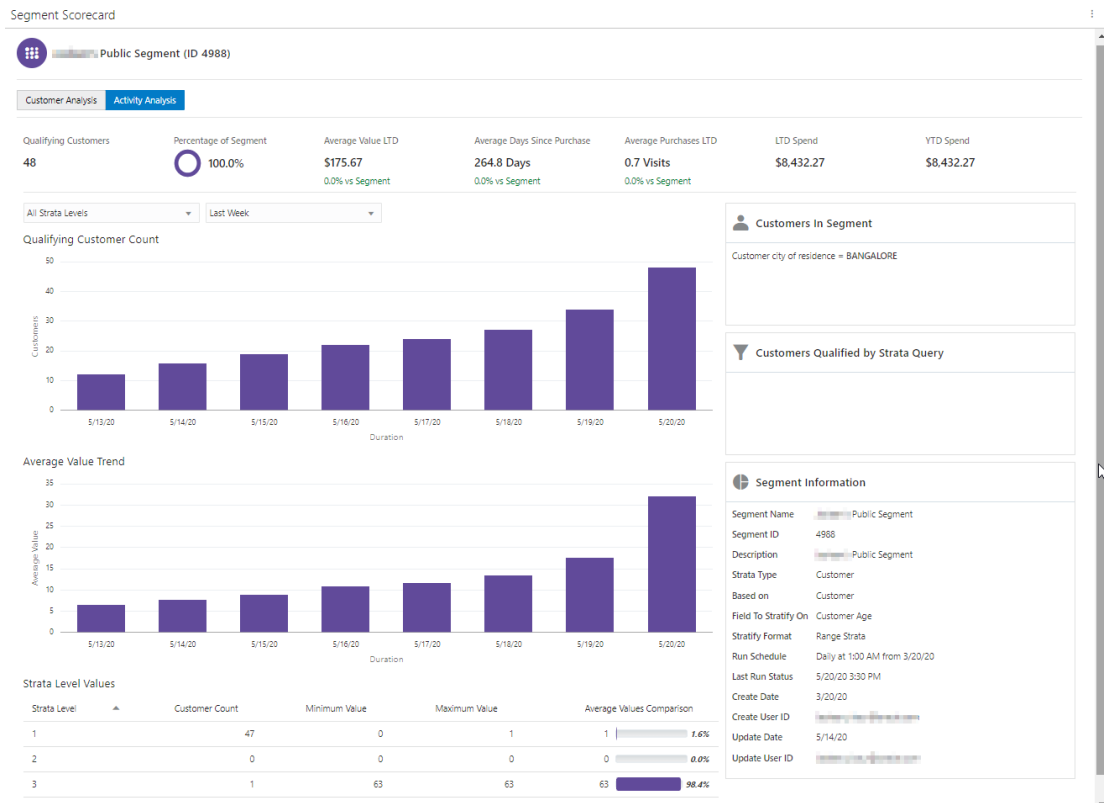 Segment Scorecard
Public Segment (ID 4988)
Customer Analysis Activity Analysis
Qualifying Customers Percentage of Segment Average Value LTD Average Days Since Purchase Average Purchases LTD LTD Spend YTD Spend
48 100.0% $175.67 264.8 Days 0.7 Visits $8,432.27 $8,432.27
0.0% vs Segment 0.0% vs Segment 0.0% vs Segment
All Strata Levels Last Week
Qualifying Customer Count
50
40
30
20
10
0
Customers
5/13/20 5/14/20 5/15/20 5/16/20 5/17/20 5/18/20 5/19/20 5/20/20
Duration
Average Value Trend
35
30
25
20
15
10
5
0
Average Value
5/13/20 5/14/20 5/15/20 5/16/20 5/17/20 5/18/20 5/19/20 5/20/20
Duration
Strata Level Values
Strata Level Customer Count Minimum Value Maximum Value Average Values Comparison
1 47 0 1 1 1.6%
2 0 0 0 0 0.0%
3 1 63 63 63 98.4%
Customers In Segment
Customer city of residence = BANGALORE
Customers Qualified by Strata Query
Segment Information
Segment Name Public Segment
Segment ID 4988
Description Public Segment
Strata Type Customer
Based on Customer
Field To Stratify On Customer Age
Stratify Format Range Strata
Run Schedule Daily at 1:00 AM from 3/20/20
Last Run Status 5/20/20 3:30 PM
Create Date 3/20/20
Create User ID
Update Date 5/14/20
Update User ID